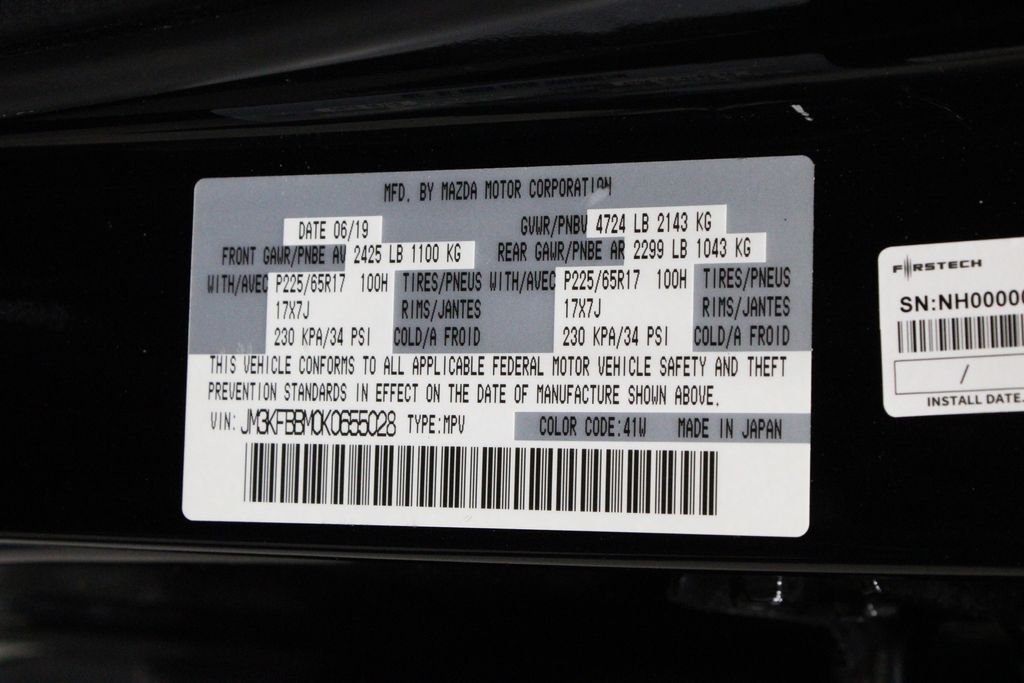 MFD. BY MAZDA MOTOR CORPORATION
DATE 06/19 GVWR/PNBV 4724 LB 2143 KG
FRONT GAWR/PNBE AV 2425 LB 1100 KG REAR GAWR/PNBE AR 2299 LB 1043 KG
WITH/AVEC P225/65R17 100H TIRES/PNEUS WITH/AVEC P225/65R17 100H TIRES/PNEUS
17X7J RIMS/JANTES 17X7J RIMS/JANTES
230 KPA/34 PSI COLD/A FROID 230 KPA/34 PSI COLD/A FROID
THIS VEHICLE CONFORMS TO ALL APPLICABLE FEDERAL MOTOR VEHICLE SAFETY AND THEFT
PREVENTION STANDARDS IN EFFECT ON THE DATE OF MANUFACTURE SHOWN ABOVE.
VIN: JM3KFBBM0K0655028 TYPE:MPV COLOR CODE:41W MADE IN JAPAN
FIRSTECH
SN:NH00000
/
INSTALL DATE